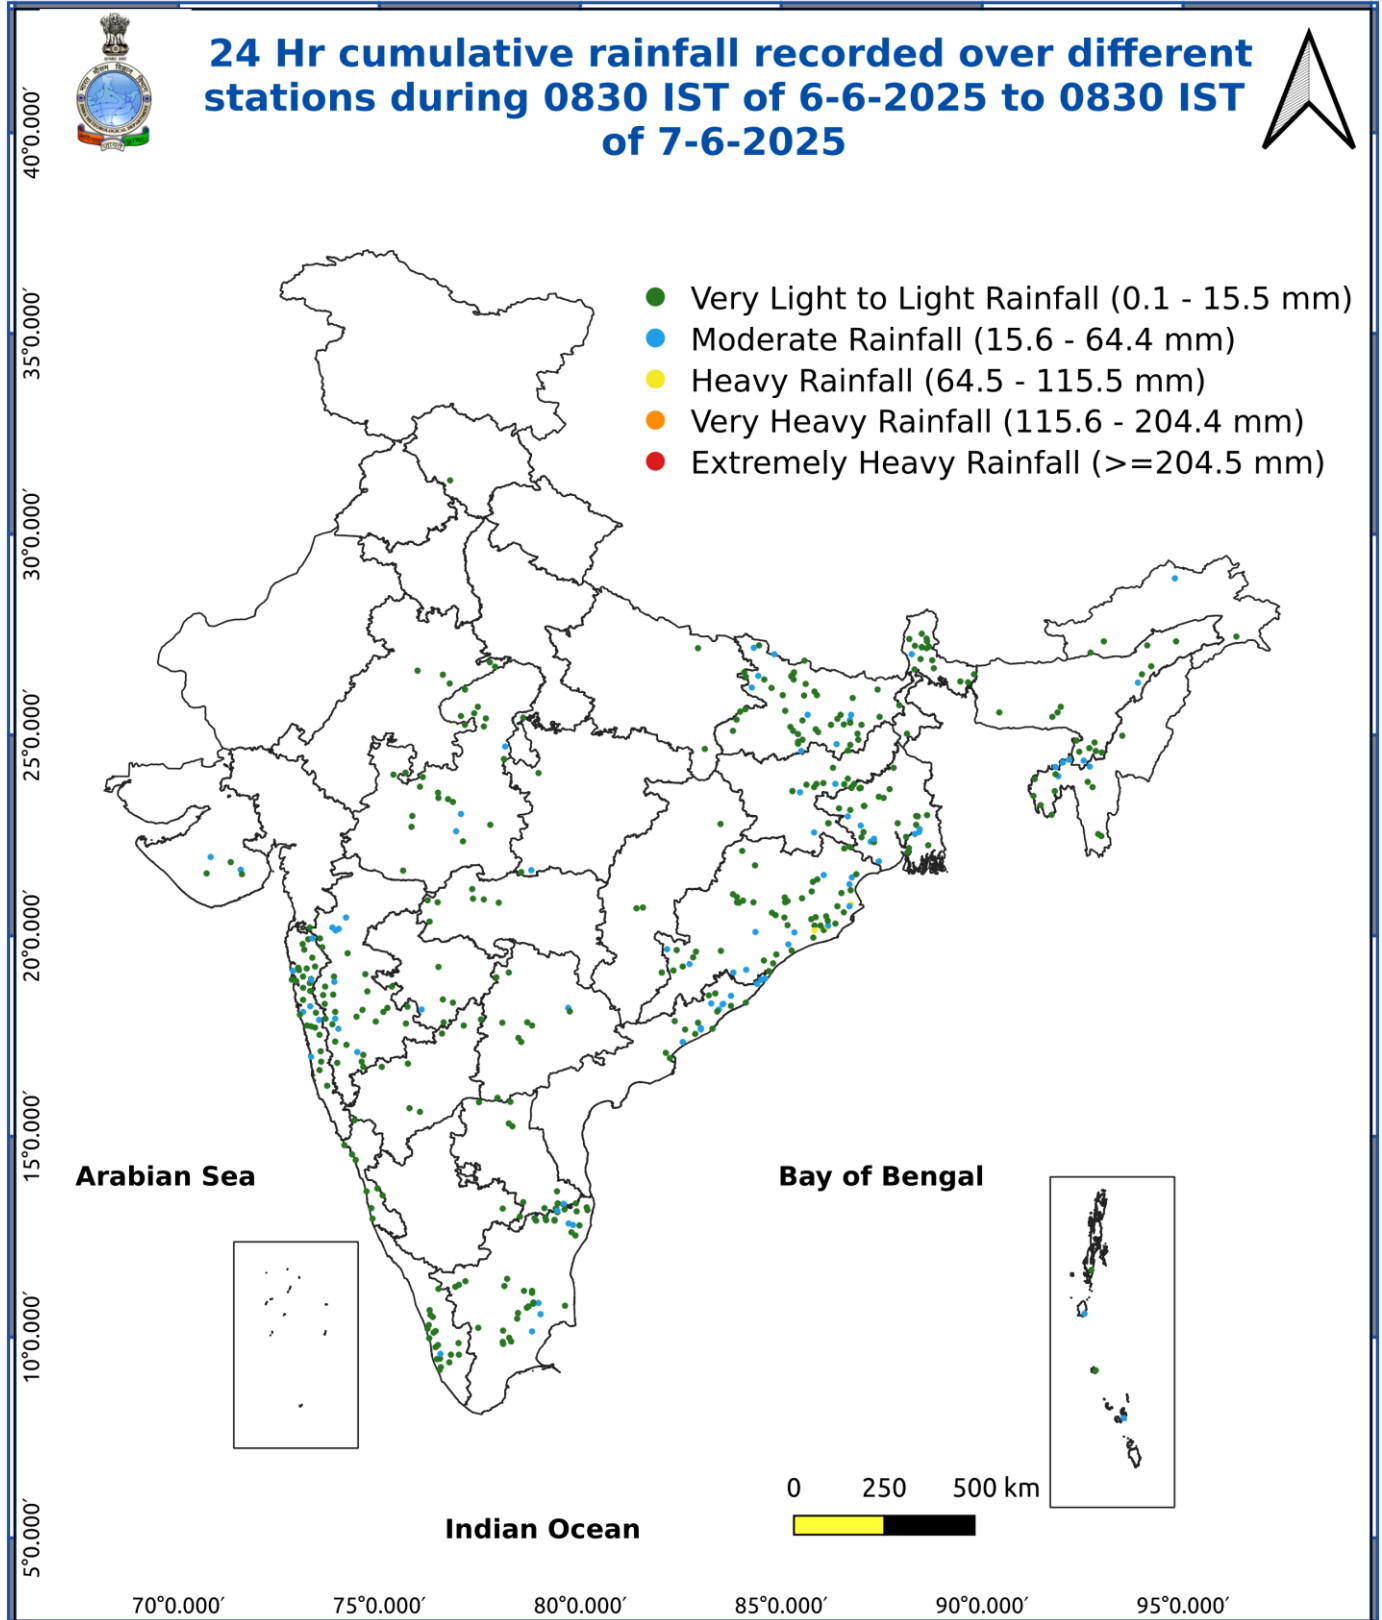 24 Hr cumulative rainfall recorded over different
stations during 0830 IST of 6-6-2025 to 0830 IST
of 7-6-2025
Very Light to Light Rainfall (0.1 - 15.5 mm)
Moderate Rainfall (15.6 - 64.4 mm)
Heavy Rainfall (64.5 - 115.5 mm)
Very Heavy Rainfall (115.6 - 204.4 mm)
Extremely Heavy Rainfall (>=204.5 mm)
40°0.000′
35°0.000′
30°0.000′
25°0.000′
20°0.000′
15°0.000′
10°0.000′
5°0.000′
Arabian Sea
Bay of Bengal
Indian Ocean
0 250 500 km
70°0.000′ 75°0.000′ 80°0.000′ 85°0.000′ 90°0.000′ 95°0.000′